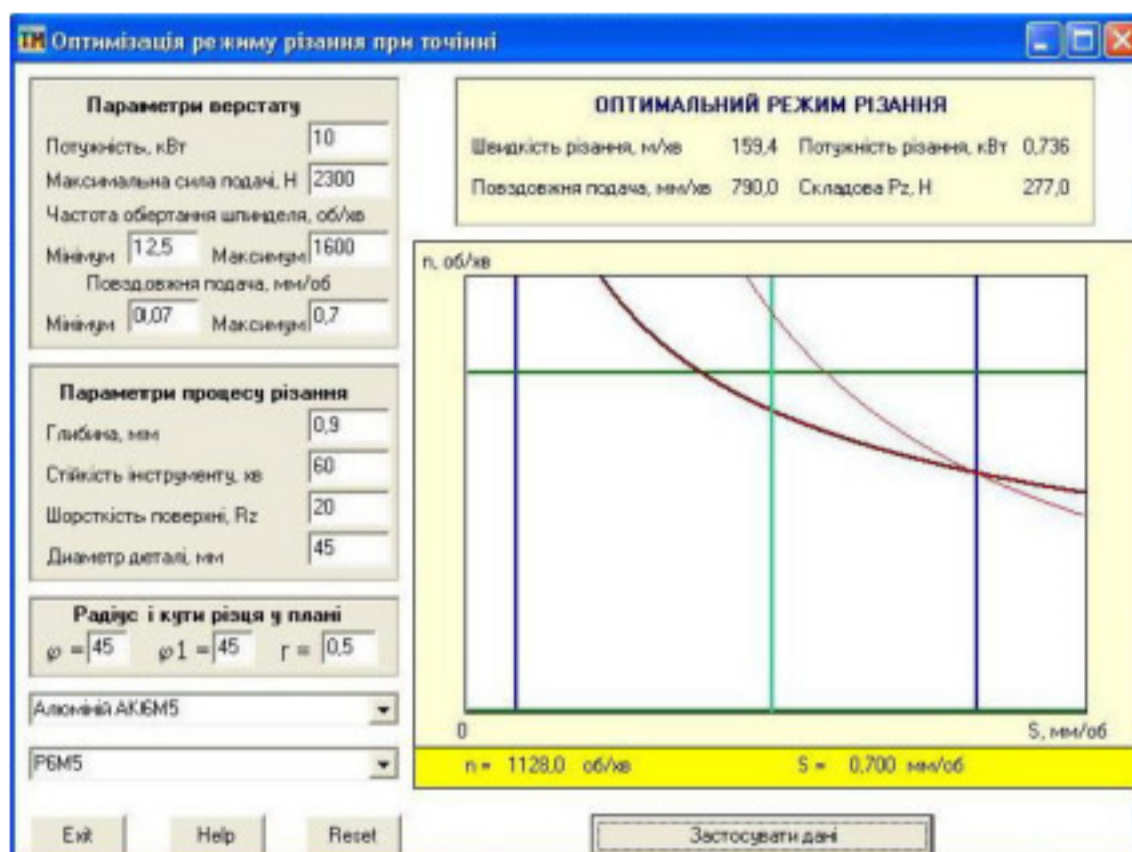 ТМ Оптимізація режиму різання при точінні
Параметри верстату
Потужність, кВт 10
Максимальна сила подачі, Н 2300
Частота обертання шпинделя, об/хв
Мінімум 12,5 Максимум 1600
Повздовжня подача, мм/об
Мінімум 0,07 Максимум 0,7
Параметри процесу різання
Глибина, мм 0,9
Стійкість інструменту, хв 60
Шорсткість поверхні, Rz 20
Диаметр деталі, мм 45
Радіус і кути різця у плані
φ = 45 φ1 = 45 r = 0,5
Алюміній АК6М5
Р6М5
Exit Help Reset
ОПТИМАЛЬНИЙ РЕЖИМ РІЗАННЯ
Швидкість різання, м/хв 159,4 Потужність різання, кВт 0,736
Повздовжня подача, мм/хв 790,0 Складова Pz, Н 277,0
n, об/хв
0 S, мм/об
n = 1128,0 об/хв S = 0,700 мм/об
Застосувати дані